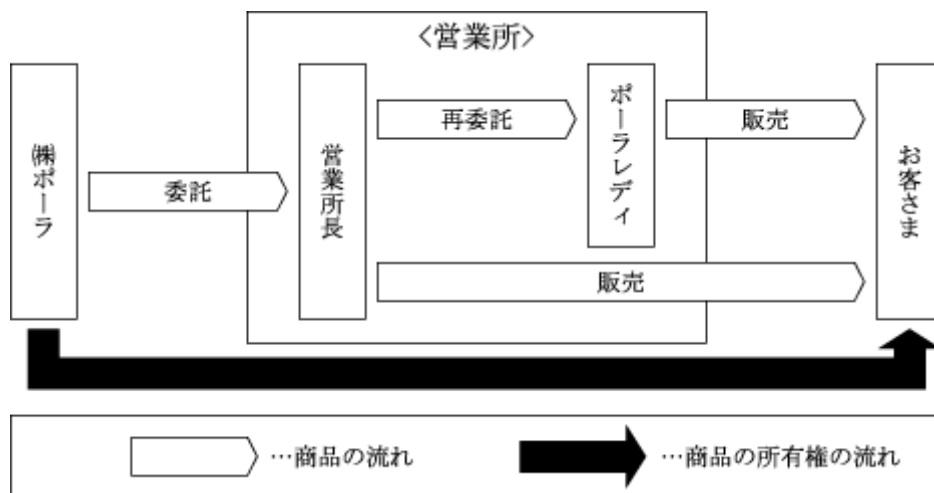 <営業所>
㈱ポーラ
委託
営業所長
再委託
ポーラレディ
販売
販売
お客さま
…商品の流れ
…商品の所有権の流れ